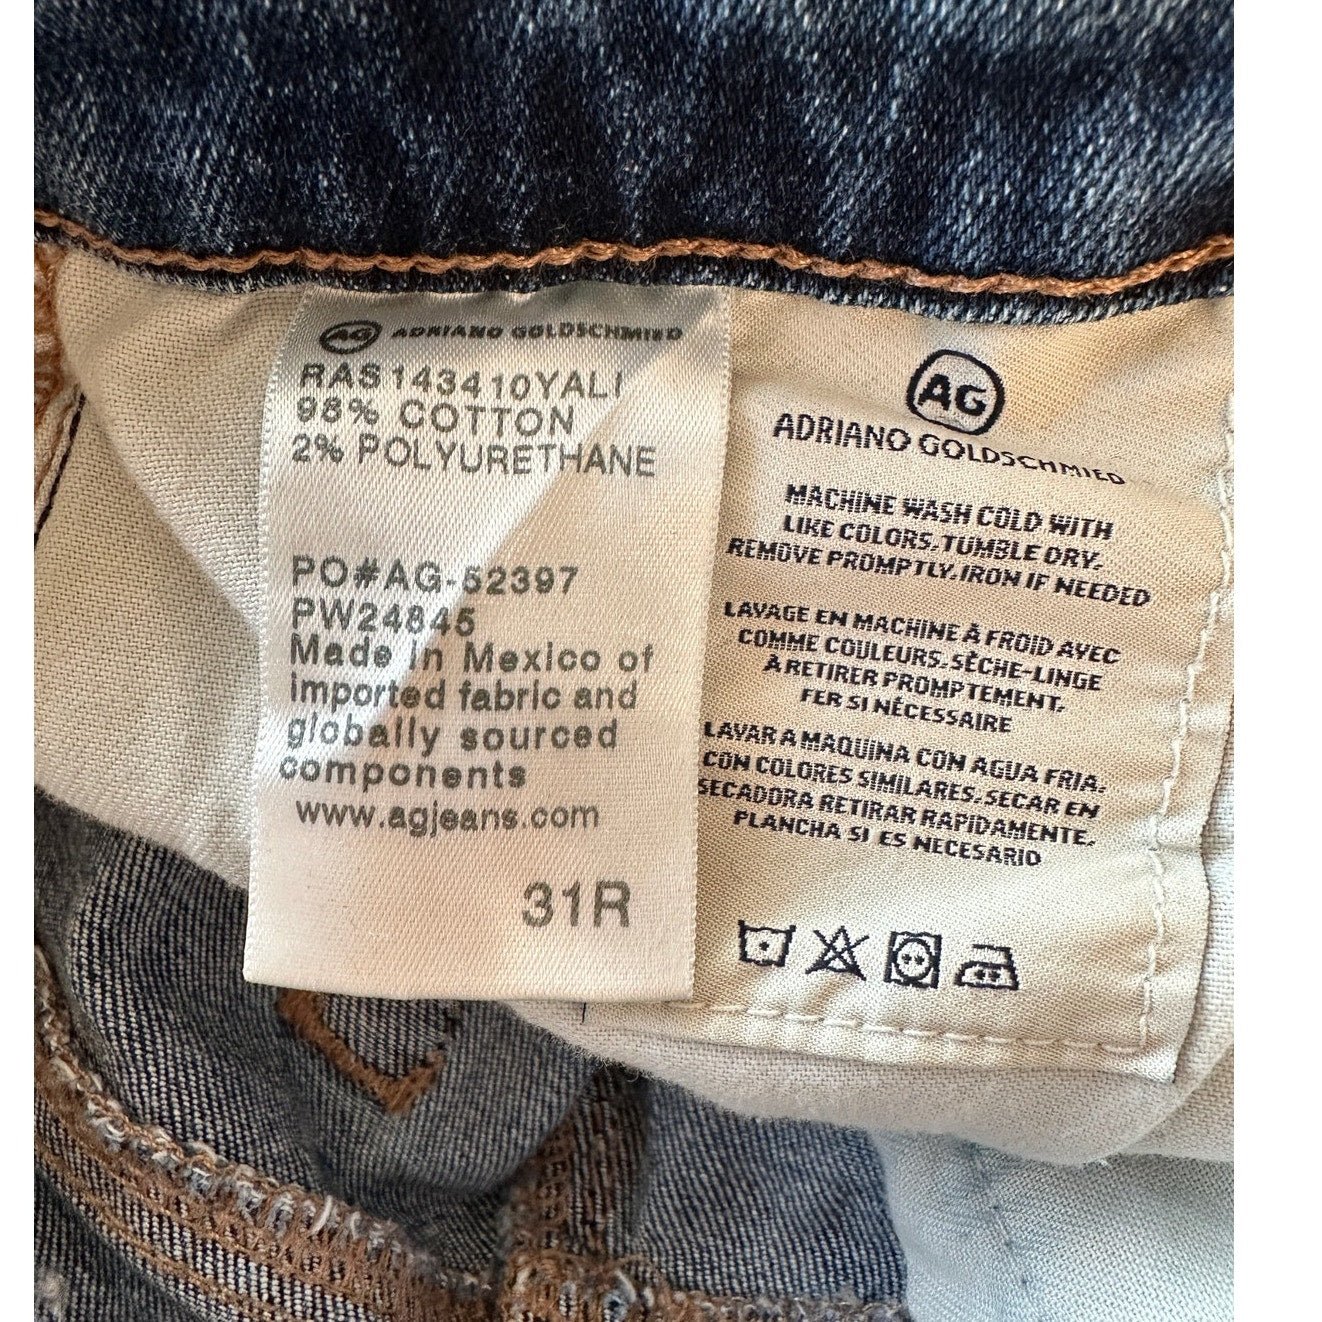 AG ADRIANO GOLDSCHMIED
RAS143410YALI
98% COTTON
2% POLYURETHANE
PO#AG-52397
PW24845
Made in Mexico of
imported fabric and
globally sourced
components
www.agjeans.com
31R
AG
ADRIANO GOLDSCHMIED
MACHINE WASH COLD WITH
LIKE COLORS.TUMBLE DRY.
REMOVE PROMPTLY.IRON IF NEEDED
LAVAGE EN MACHINE À FROID AVEC
COMME COULEURS.SÈCHE-LINGE
À RETIRER PROMPTEMENT.
FER SI NÉCESSAIRE
LAVAR A MAQUINA CON AGUA FRIA.
CON COLORES SIMILARES.SECAR EN
SECADORA RETIRAR RAPIDAMENTE.
PLANCHA SI ES NECESARIO